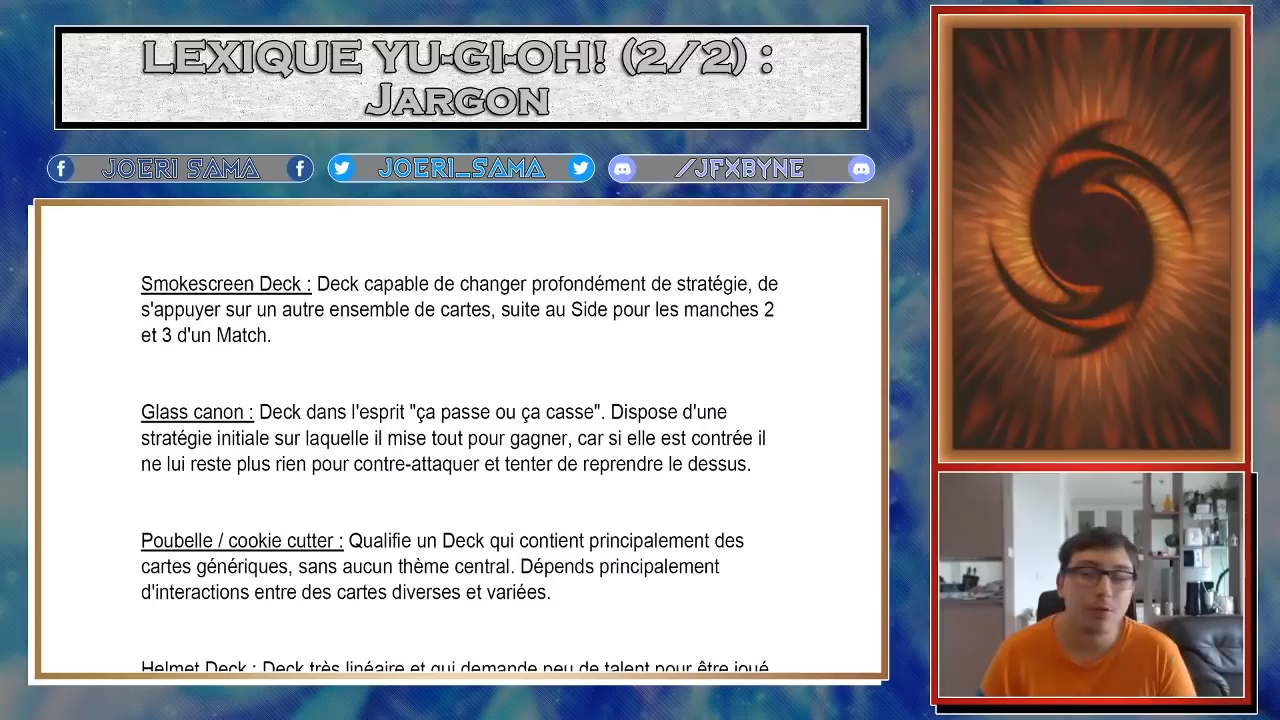 LEXIQUE YU-GI-OH! (2/2) :
JARGON
JOERI SAMA
JOERI_SAMA
/JFXBYNE
Smokescreen Deck : Deck capable de changer profondément de stratégie, de
s'appuyer sur un autre ensemble de cartes, suite au Side pour les manches 2
et 3 d'un Match.
Glass canon : Deck dans l'esprit "ça passe ou ça casse". Dispose d'une
stratégie initiale sur laquelle il mise tout pour gagner, car si elle est contrée il
ne lui reste plus rien pour contre-attaquer et tenter de reprendre le dessus.
Poubelle / cookie cutter : Qualifie un Deck qui contient principalement des
cartes génériques, sans aucun thème central. Dépends principalement
d'interactions entre des cartes diverses et variées.
Helmet Deck : Deck très linéaire et qui demande peu de talent pour être joué